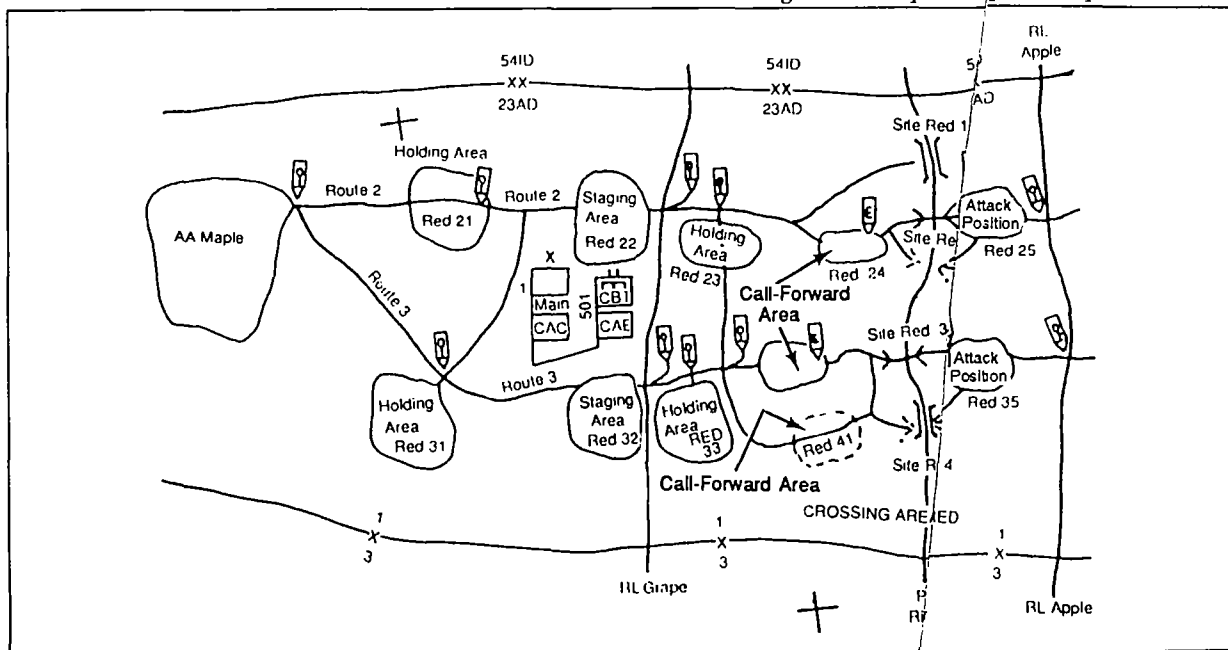 RL
Apple
54ID
XX
23AD
54ID
XX
23AD
AD
Site Red 1
Holding Area
Route 2
Red 21
Route 2
Staging
Area
Red 22
AA Maple
Holding
Area
Red 23
Red 24
Attack
Position
Red 25
Call-Forward
Area
Route 3
X
1
Main
CAC
501
CB1
CAE
Site Red 3
Attack
Position
Red 35
Route 3
Holding
Area
Red 31
Staging
Area
Red 32
Holding
Area
RED
33
Red 41
Call-Forward Area
CROSSING
1
X
3
1
X
3
1
X
3
RL Grape
RL Apple